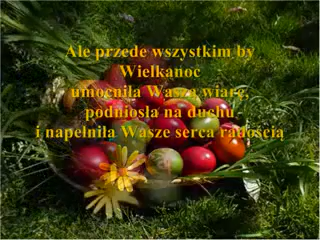 Ale przede wszystkim by
Wielkanoc
umocniła Waszą wiarę,
podniosła na duchu
i napełniła Wasze serca radością